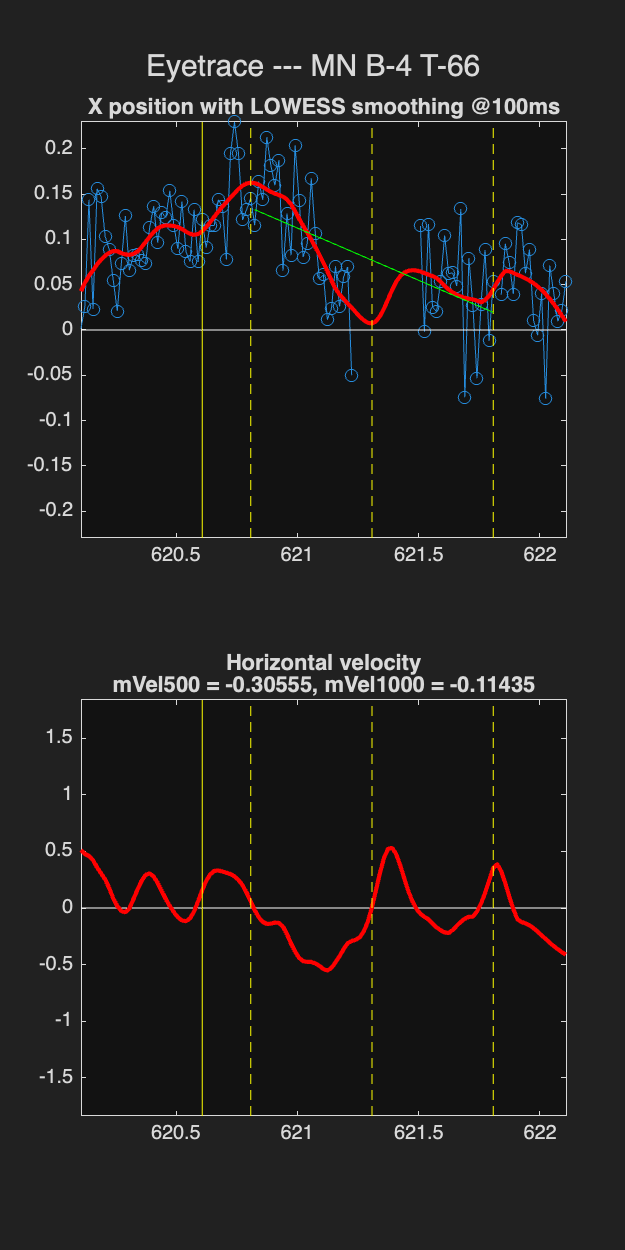 Eyetrace --- MN B-4 T-66
X position with LOWESS smoothing @100ms
0.2
0.15
0.1
0.05
0
-0.05
-0.1
-0.15
-0.2
620.5 621 621.5 622
Horizontal velocity
mVel500 = -0.30555, mVel1000 = -0.11435
1.5
1
0.5
0
-0.5
-1
-1.5
620.5 621 621.5 622